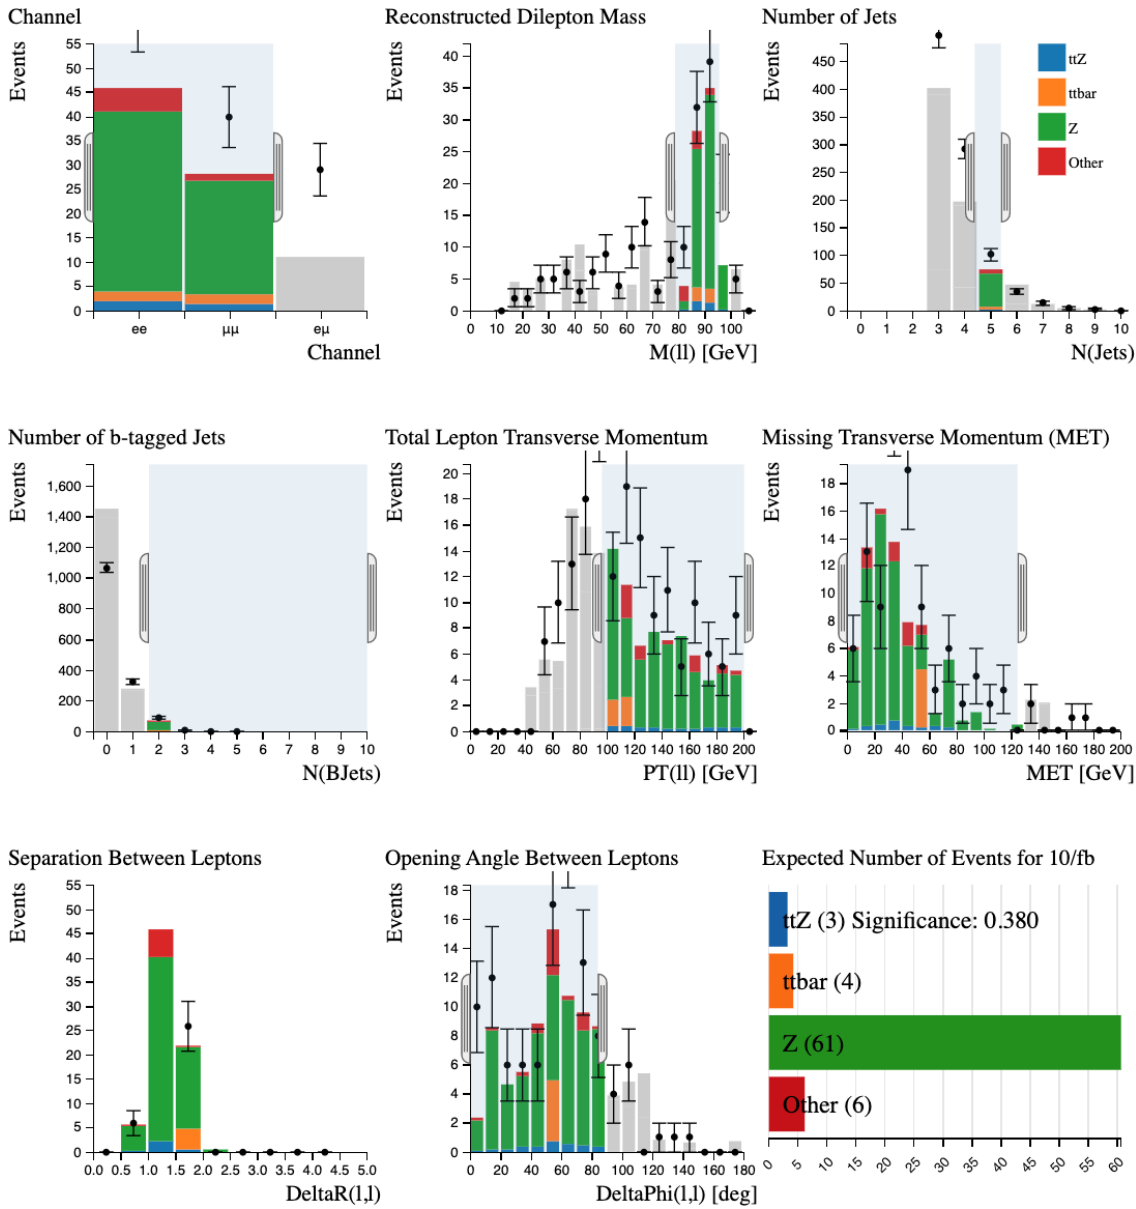 Channel
Events
55
50
45
40
35
30
25
20
15
10
5
0
ee
μμ
eμ
Channel
Reconstructed Dilepton Mass
Events
40
35
30
25
20
15
10
5
0
0 10 20 30 40 50 60 70 80 90 100
M(ll) [GeV]
Number of Jets
Events
450
400
350
300
250
200
150
100
50
0
0 1 2 3 4 5 6 7 8 9 10
N(Jets)
ttZ
ttbar
Z
Other
Number of b-tagged Jets
Events
1,600
1,400
1,200
1,000
800
600
400
200
0
0 1 2 3 4 5 6 7 8 9 10
N(BJets)
Total Lepton Transverse Momentum
Events
20
18
16
14
12
10
8
6
4
2
0
0 20 40 60 80 100 120 140 160 180 200
PT(ll) [GeV]
Missing Transverse Momentum (MET)
Events
18
16
14
12
10
8
6
4
2
0
0 20 40 60 80 100 120 140 160 180 200
MET [GeV]
Separation Between Leptons
Events
55
50
45
40
35
30
25
20
15
10
5
0
0.0 0.5 1.0 1.5 2.0 2.5 3.0 3.5 4.0 4.5 5.0
DeltaR(l,l)
Opening Angle Between Leptons
Events
18
16
14
12
10
8
6
4
2
0
0 20 40 60 80 100 120 140 160 180
DeltaPhi(l,l) [deg]
Expected Number of Events for 10/fb
ttZ (3) Significance: 0.380
ttbar (4)
Z (61)
Other (6)
0 5 10 15 20 25 30 35 40 45 50 55 60